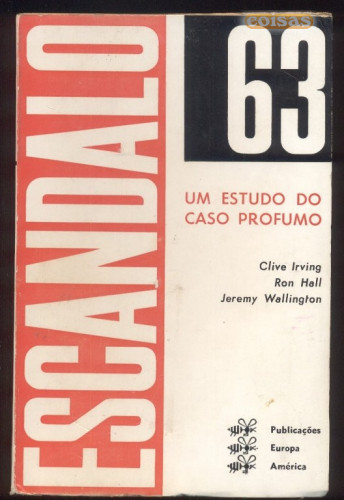 coisas
ESCANDALO
63
UM ESTUDO DO
CASO PROFUMO
Clive Irving
Ron Hall
Jeremy Wallington
Publicações
Europa
América